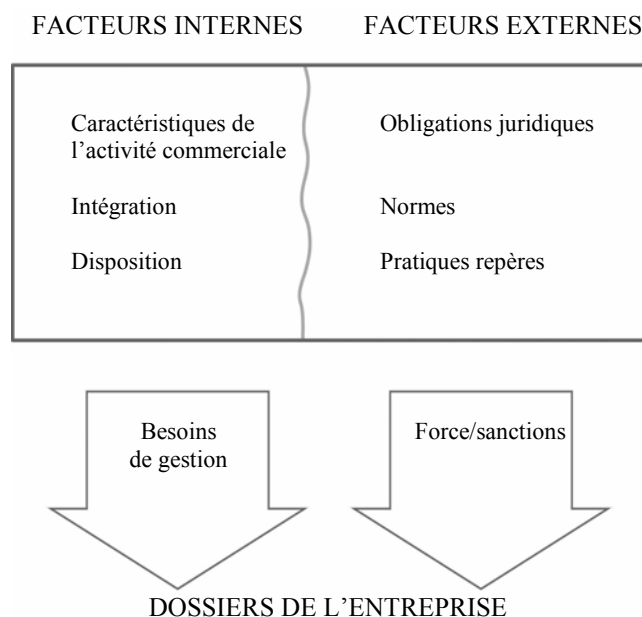 FACTEURS INTERNES
FACTEURS EXTERNES
Caractéristiques de
l’activité commerciale
Intégration
Disposition
Obligations juridiques
Normes
Pratiques repères
Besoins
de gestion
Force/sanctions
DOSSIERS DE L’ENTREPRISE